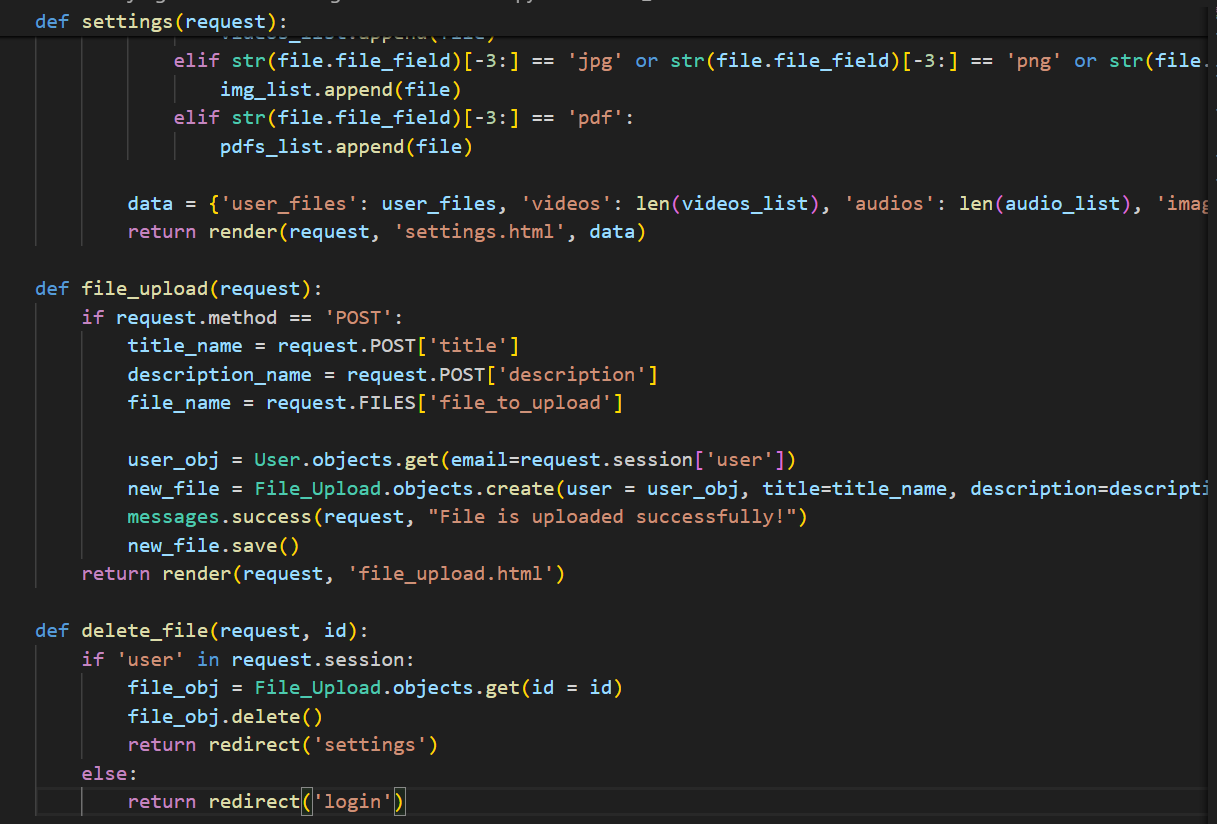 def settings(request):
elif str(file.file_field)[-3:] == 'jpg' or str(file.file_field)[-3:] == 'png' or str(file.
img_list.append(file)
elif str(file.file_field)[-3:] == 'pdf':
pdfs_list.append(file)
data = {'user_files': user_files, 'videos': len(videos_list), 'audios': len(audio_list), 'imag
return render(request, 'settings.html', data)
def file_upload(request):
if request.method == 'POST':
title_name = request.POST['title']
description_name = request.POST['description']
file_name = request.FILES['file_to_upload']
user_obj = User.objects.get(email=request.session['user'])
new_file = File_Upload.objects.create(user = user_obj, title=title_name, description=descripti
messages.success(request, "File is uploaded successfully!")
new_file.save()
return render(request, 'file_upload.html')
def delete_file(request, id):
if 'user' in request.session:
file_obj = File_Upload.objects.get(id = id)
file_obj.delete()
return redirect('settings')
else:
return redirect('login')